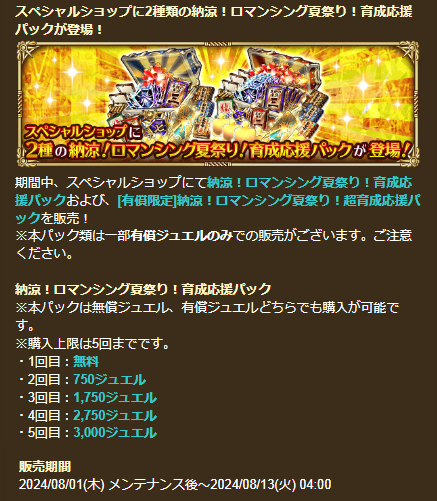 スペシャルショップに2種類の納涼！ロマンシング夏祭り！育成応援
パックが登場！
スペシャルショップに
2種の納涼！ロマンシング夏祭り！育成応援パックが登場！
期間中、スペシャルショップにて納涼！ロマンシング夏祭り！育成応
援パックおよび、[有償限定]納涼！ロマンシング夏祭り！超育成応援パ
ックを販売！
※本パック類は一部有償ジュエルのみでの販売がございます。ご注意
ください。
納涼！ロマンシング夏祭り！育成応援パック
※本パックは無償ジュエル、有償ジュエルどちらでも購入が可能で
す。
※購入上限は5回までです。
・1回目：無料
・2回目：750ジュエル
・3回目：1,750ジュエル
・4回目：2,750ジュエル
・5回目：3,000ジュエル
販売期間
2024/08/01(木) メンテナンス後～2024/08/13(火) 04:00